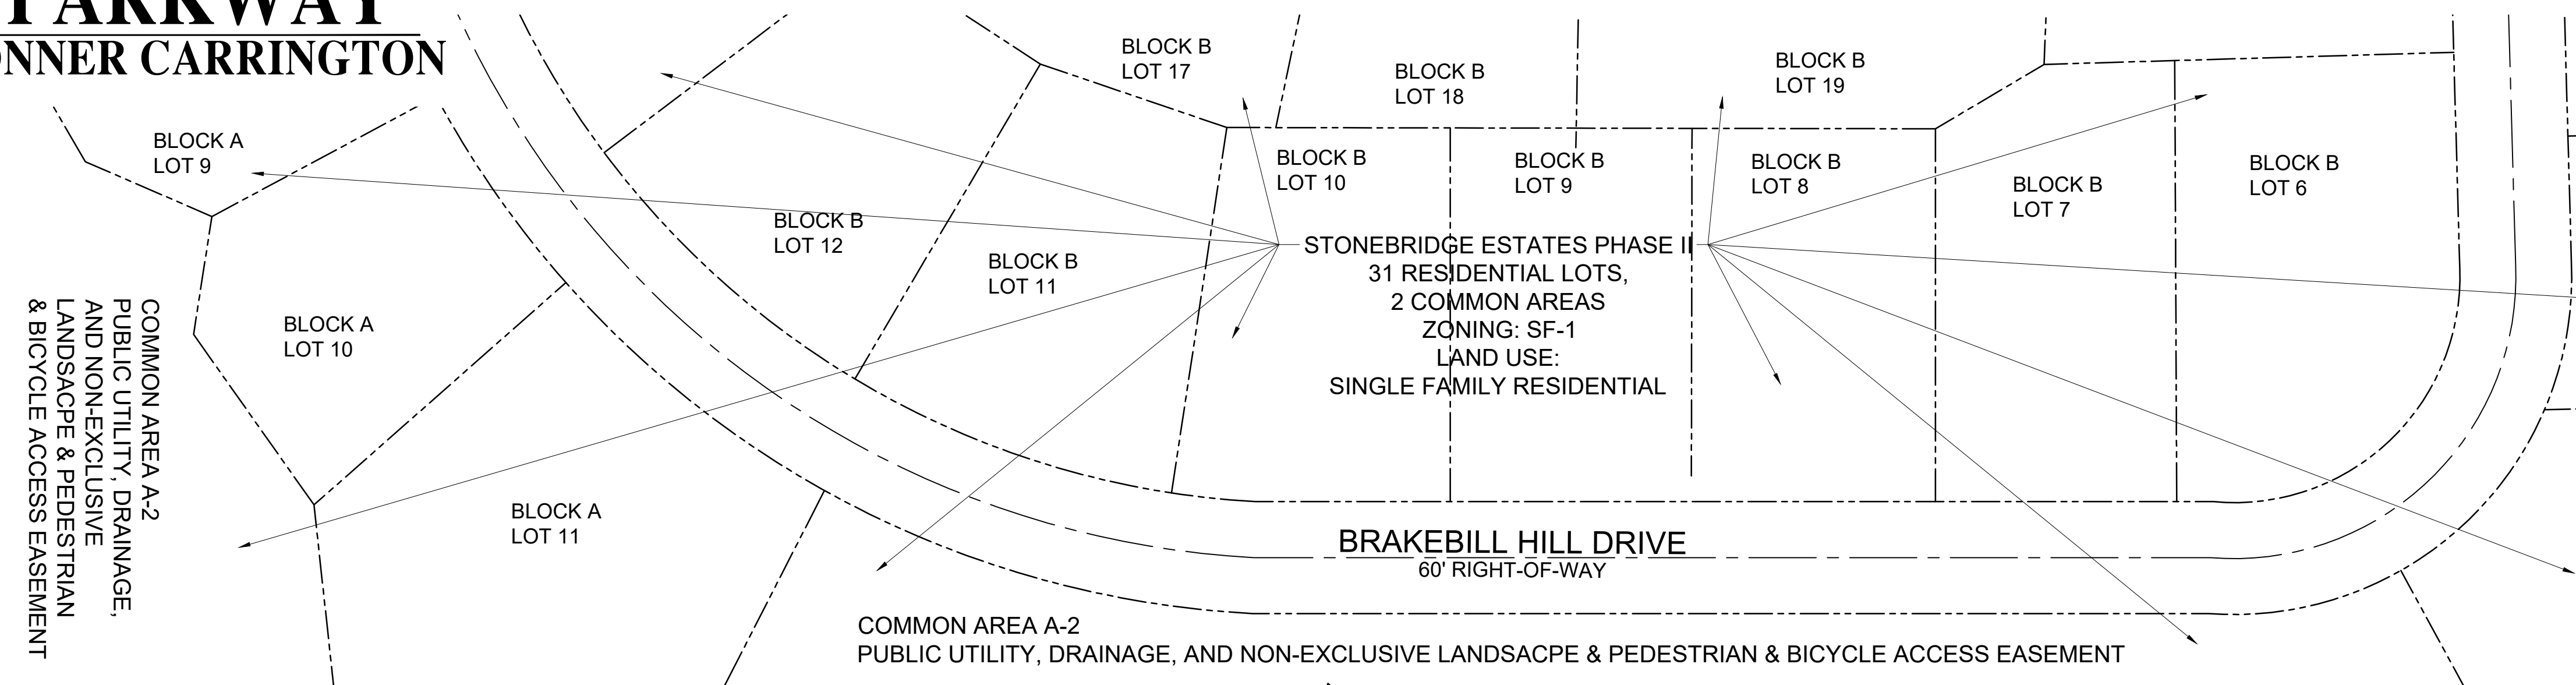 PARKWAY
ONNER CARRINGTON
BLOCK B
LOT 17
BLOCK B
LOT 18
BLOCK B
LOT 19
BLOCK A
LOT 9
BLOCK B
LOT 10
BLOCK B
LOT 9
BLOCK B
LOT 8
BLOCK B
LOT 7
BLOCK B
LOT 6
BLOCK B
LOT 12
BLOCK B
LOT 11
STONEBRIDGE ESTATES PHASE II
31 RESIDENTIAL LOTS,
2 COMMON AREAS
ZONING: SF-1
LAND USE:
SINGLE FAMILY RESIDENTIAL
BLOCK A
LOT 10
COMMON AREA A-2
PUBLIC UTILITY, DRAINAGE,
AND NON-EXCLUSIVE
LANDSACPE & PEDESTRIAN
& BICYCLE ACCESS EASEMENT
BLOCK A
LOT 11
BRAKEBILL HILL DRIVE
60' RIGHT-OF-WAY
COMMON AREA A-2
PUBLIC UTILITY, DRAINAGE, AND NON-EXCLUSIVE LANDSACPE & PEDESTRIAN & BICYCLE ACCESS EASEMENT